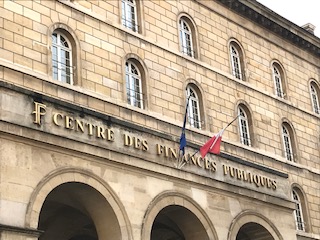 CENTRE DES FINANCES PUBLIQUES